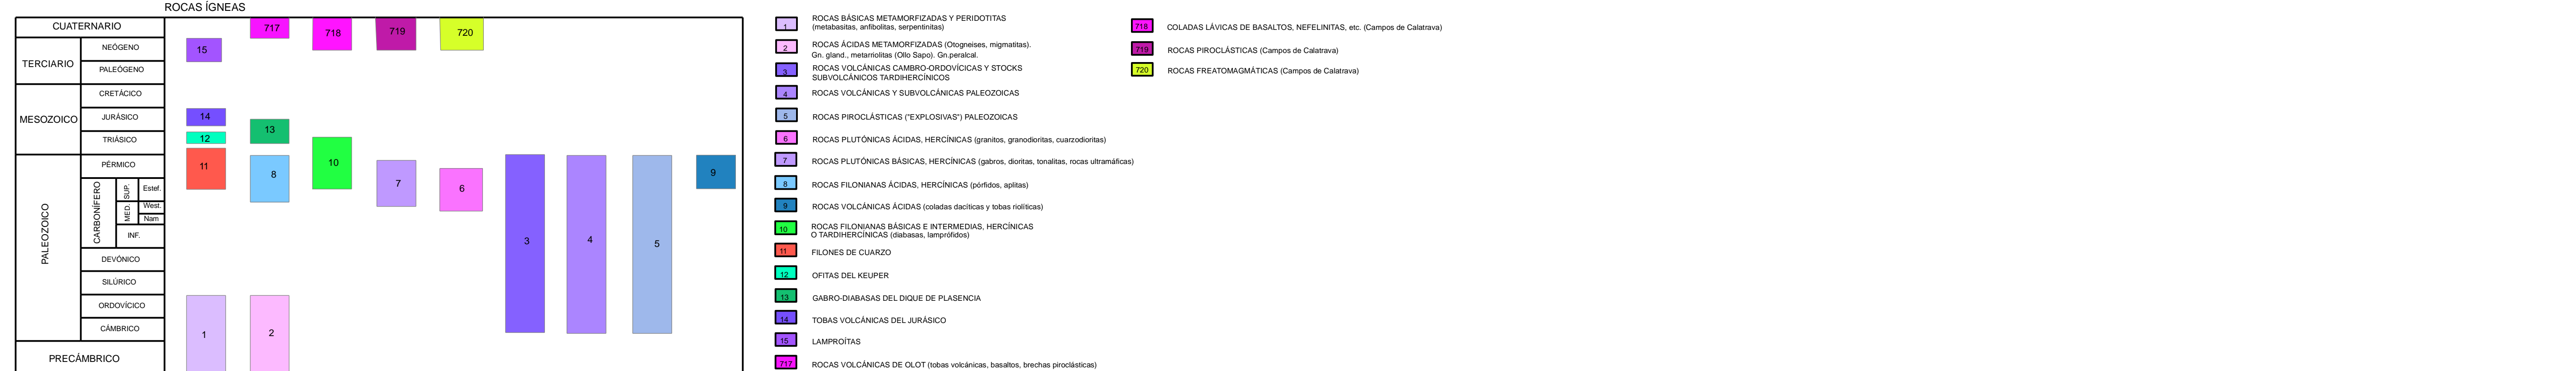 ROCAS ÍGNEAS
CUATERNARIO
TERCIARIO
NEÓGENO
PALEÓGENO
MESOZOICO
CRETÁCICO
JURÁSICO
TRIÁSICO
PALEOZOICO
PÉRMICO
CARBONÍFERO
SUP.
MED.
Estef.
West.
Nam
INF.
DEVÓNICO
SILÚRICO
ORDOVÍCICO
CÁMBRICO
PRECÁMBRICO
717
718
719
720
15
14
13
12
11
10
8
7
6
9
3
4
5
1
2
1 ROCAS BÁSICAS METAMORFIZADAS Y PERIDOTITAS
(metabasitas, anfibolitas, serpentinitas)
2 ROCAS ÁCIDAS METAMORFIZADAS (Otogneises, migmatitas).
Gn. gland., metarriolitas (Ollo Sapo). Gn.peralcal.
3 ROCAS VOLCÁNICAS CAMBRO-ORDOVÍCICAS Y STOCKS
SUBVOLCÁNICOS TARDIHERCÍNICOS
4 ROCAS VOLCÁNICAS Y SUBVOLCÁNICAS PALEOZOICAS
5 ROCAS PIROCLÁSTICAS ("EXPLOSIVAS") PALEOZOICAS
6 ROCAS PLUTÓNICAS ÁCIDAS, HERCÍNICAS (granitos, granodioritas, cuarzodioritas)
7 ROCAS PLUTÓNICAS BÁSICAS, HERCÍNICAS (gabros, dioritas, tonalitas, rocas ultramáficas)
8 ROCAS FILONIANAS ÁCIDAS, HERCÍNICAS (pórfidos, aplitas)
9 ROCAS VOLCÁNICAS ÁCIDAS (coladas dacíticas y tobas riolíticas)
10 ROCAS FILONIANAS BÁSICAS E INTERMEDIAS, HERCÍNICAS
O TARDIHERCÍNICAS (diabasas, lamprófidos)
11 FILONES DE CUARZO
12 OFITAS DEL KEUPER
13 GABRO-DIABASAS DEL DIQUE DE PLASENCIA
14 TOBAS VOLCÁNICAS DEL JURÁSICO
15 LAMPROÍTAS
717 ROCAS VOLCÁNICAS DE OLOT (tobas volcánicas, basaltos, brechas piroclásticas)
718 COLADAS LÁVICAS DE BASALTOS, NEFELINITAS, etc. (Campos de Calatrava)
719 ROCAS PIROCLÁSTICAS (Campos de Calatrava)
720 ROCAS FREATOMAGMÁTICAS (Campos de Calatrava)